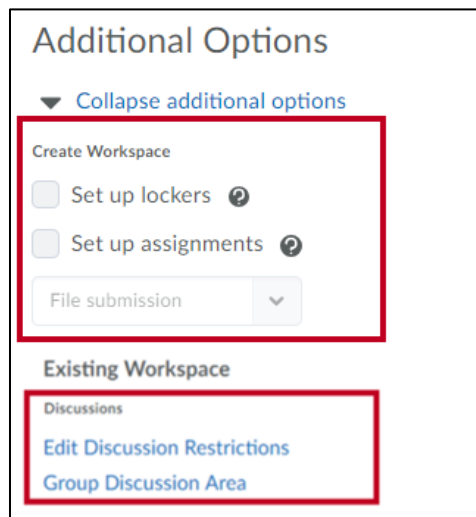 Additional Options
Collapse additional options
Create Workspace
Set up lockers
Set up assignments
File submission
Existing Workspace
Discussions
Edit Discussion Restrictions
Group Discussion Area